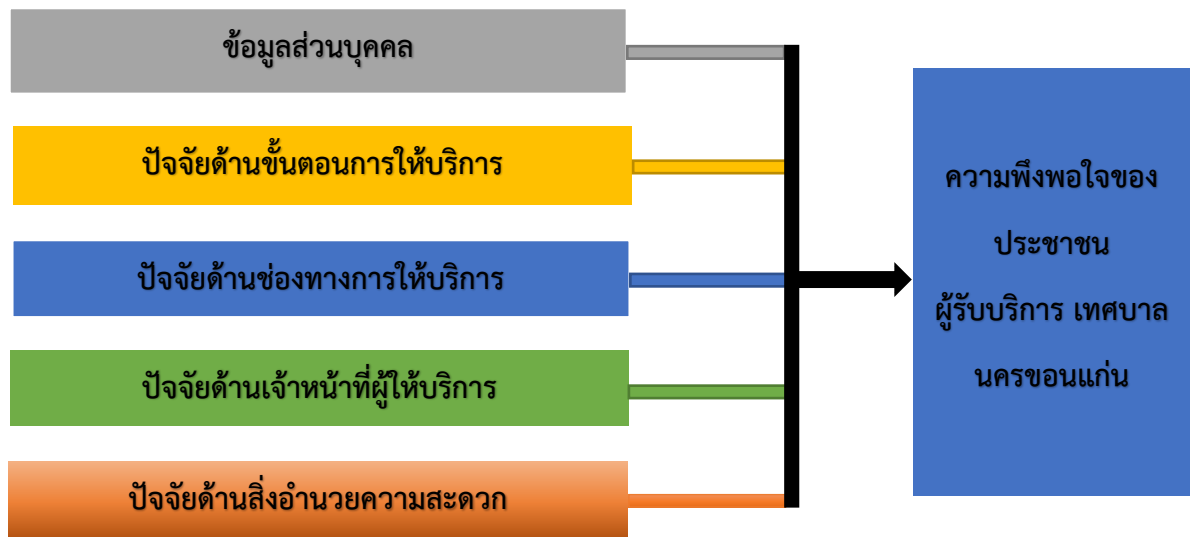 ข้อมูลส่วนบุคคล
ปัจจัยด้านขั้นตอนการให้บริการ
ปัจจัยด้านช่องทางการให้บริการ
ปัจจัยด้านเจ้าหน้าที่ผู้ให้บริการ
ปัจจัยด้านสิ่งอำนวยความสะดวก
ความพึงพอใจของ
ประชาชน
ผู้รับบริการ เทศบาล
นครขอนแก่น